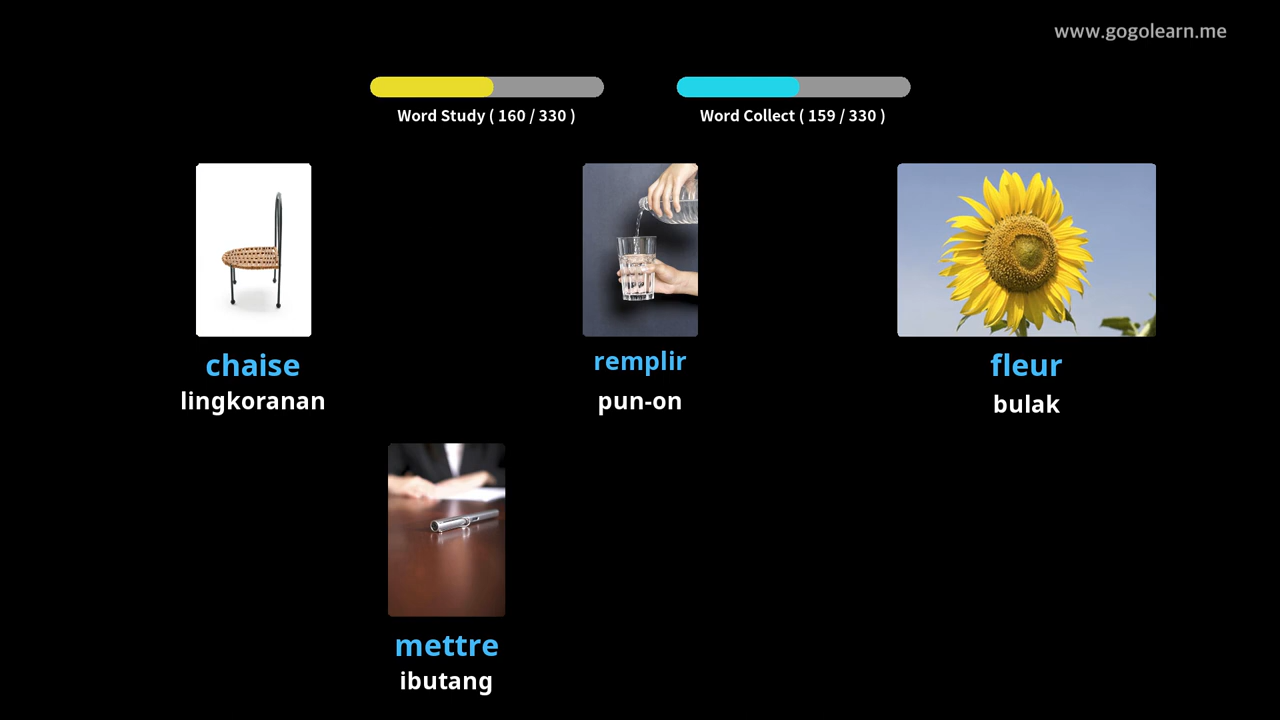 www.gogolearn.me
Word Study ( 160 / 330 )
Word Collect ( 159 / 330 )
chaise
lingkoranan
remplir
pun-on
fleur
bulak
mettre
ibutang